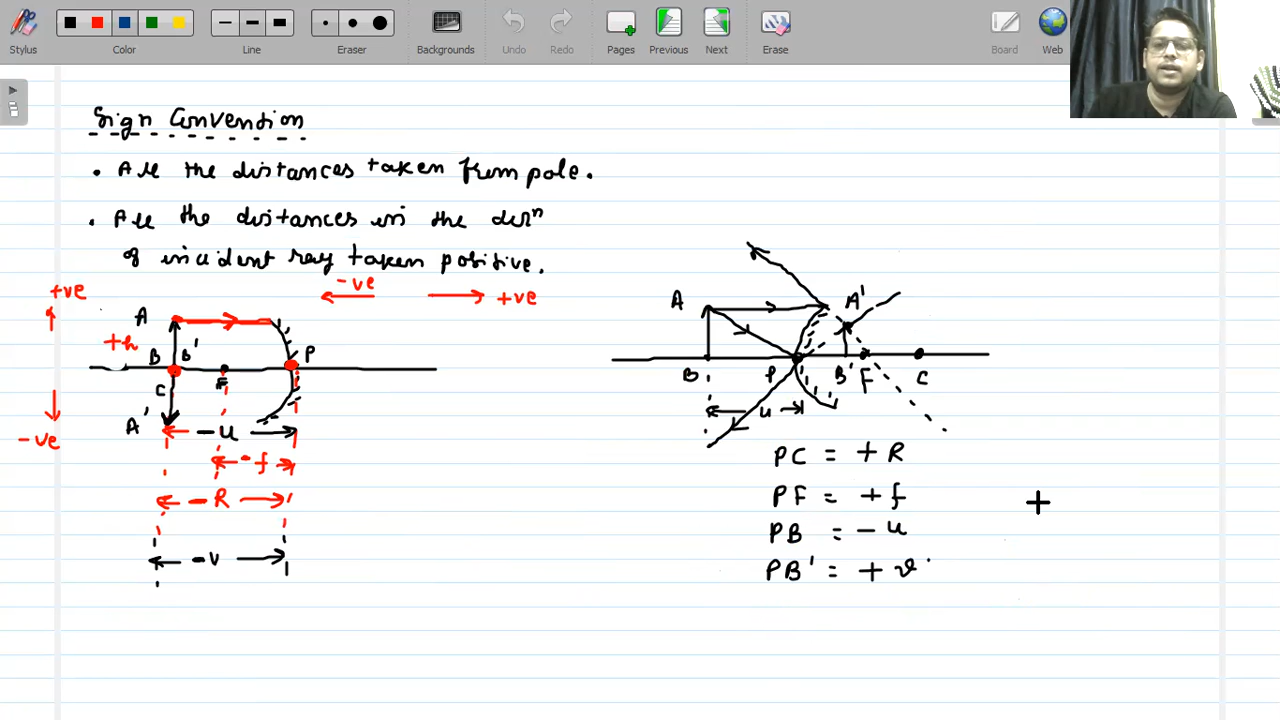 Stylus
Color
Line
Eraser
Backgrounds
Undo
Redo
Pages
Previous
Next
Erase
Board
Web
Sign Convention
• All the distances taken from pole.
• All the distances in the dirⁿ
of incident ray taken positive.
-ve
+ve
+ve
A
+h
B
B'
P
C
F
A'
-ve
-u
-f
-R
-v
A
A'
B
P
B'
F
C
u
PC = + R
PF = + f
PB = - u
PB' = + v